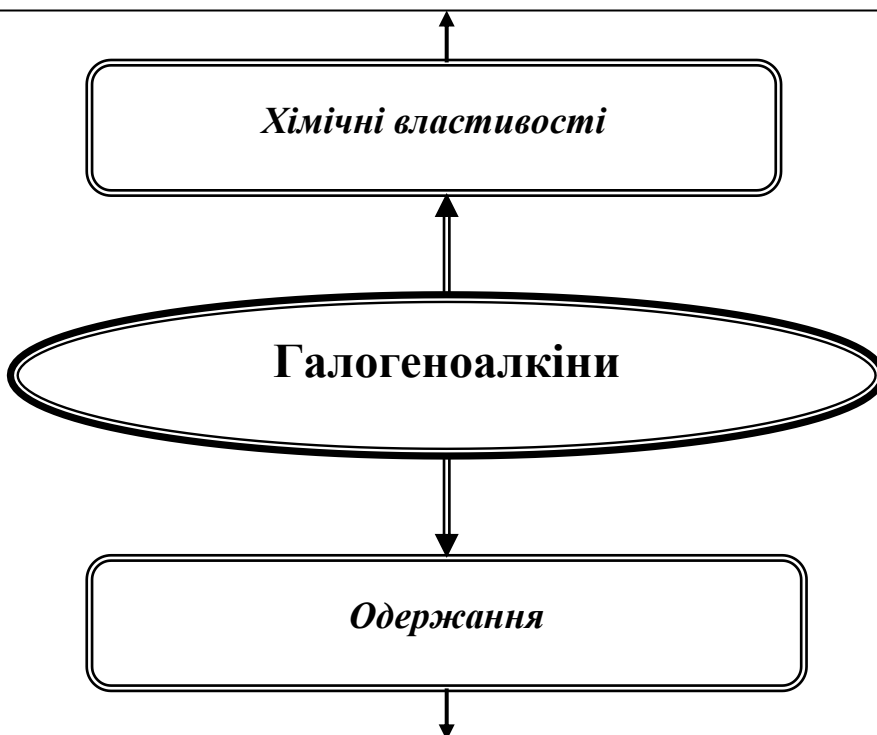 Хімічні властивості
Галогеноалкіни
Одержання